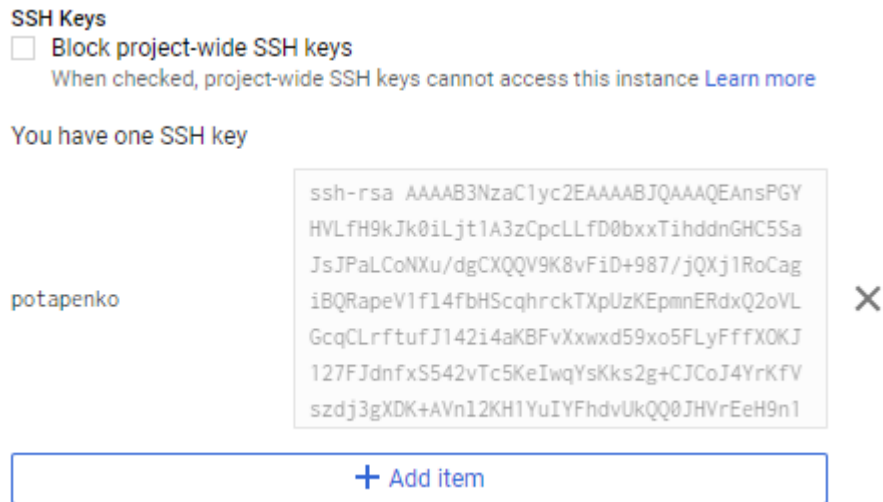 SSH Keys
Block project-wide SSH keys
When checked, project-wide SSH keys cannot access this instance Learn more
You have one SSH key
potapenko
ssh-rsa AAAAB3NzaC1yc2EAAAABJQAAAQEAnsPGY
HVLfH9kJk0iLjt1A3zCpcLLfD0bxxTihddnGHC5Sa
JsJPaLCoNXu/dgCXQQV9K8vFiD+987/jQXj1RoCag
iBQRapeV1fl4fbHScqhrckTXpUzKEpmnERdxQ2oVL
GcqCLrftufJ142i4aKBFvXxwxd59xo5FLyFffXOKJ
127FJdnfxS542vTc5KeIwqYsKks2g+CJCoJ4YrKfV
szdj3gXDK+AVnl2KH1YuIYFhdvUkQQ0JHVrEeH9n1
+ Add item